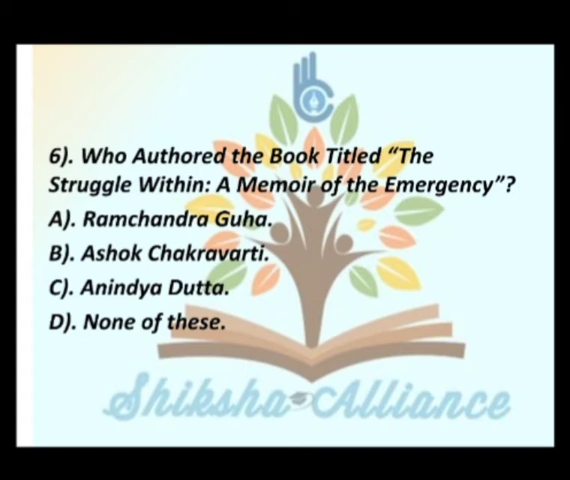 6). Who Authored the Book Titled “The
Struggle Within: A Memoir of the Emergency”?
A). Ramchandra Guha.
B). Ashok Chakravarti.
C). Anindya Dutta.
D). None of these.
Shiksha Alliance